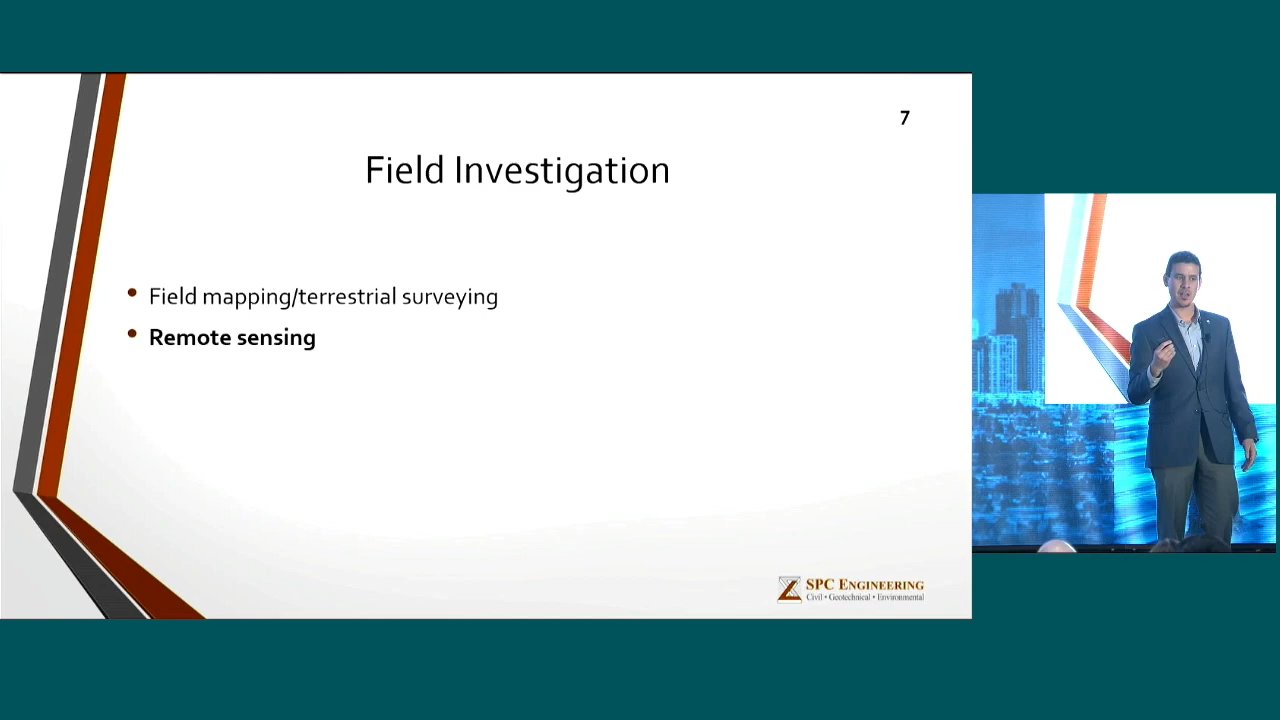 7
Field Investigation
• Field mapping/terrestrial surveying
• Remote sensing
SPC ENGINEERING
Civil • Geotechnical • Environmental